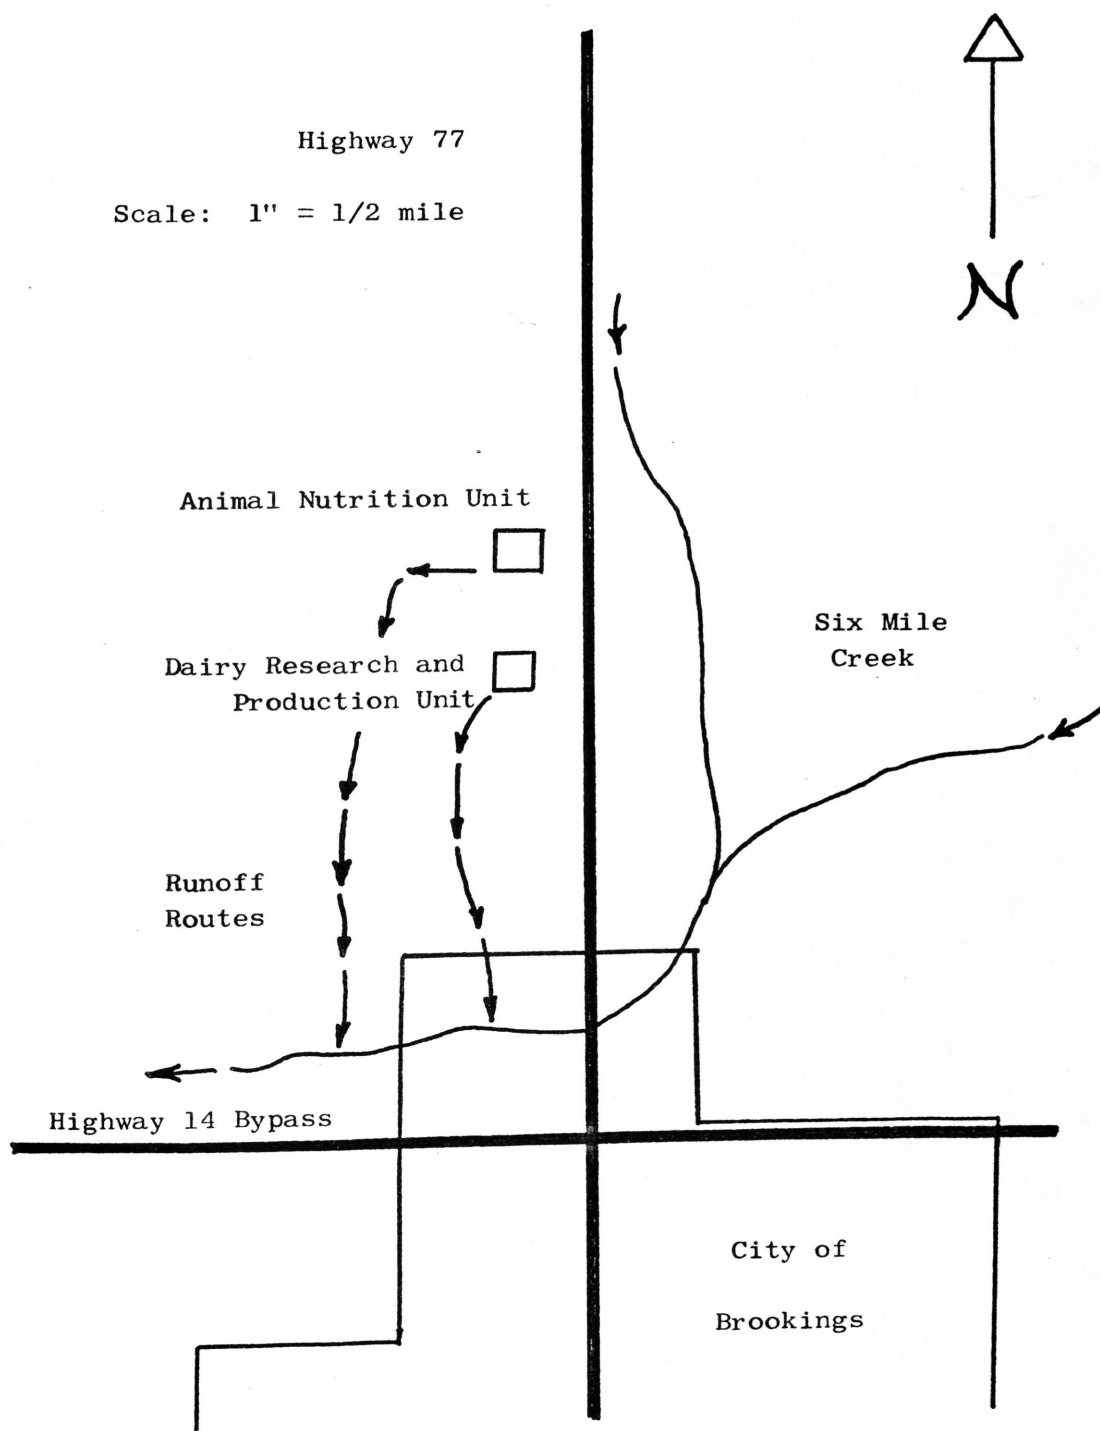 Highway 77
Scale: 1" = 1/2 mile
N
Animal Nutrition Unit
Six Mile
Creek
Dairy Research and
Production Unit
Runoff
Routes
Highway 14 Bypass
City of
Brookings